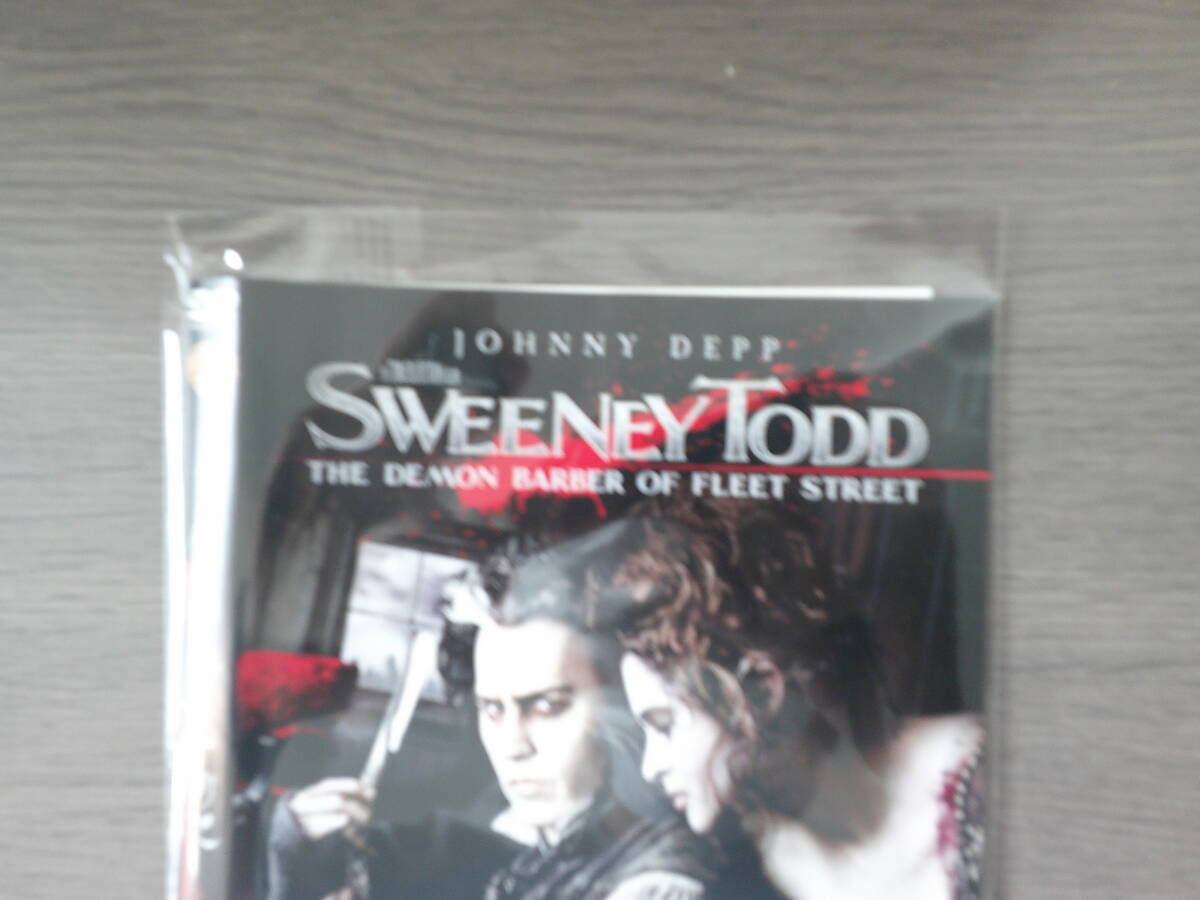 JOHNNY DEPP
SWEENEY TODD
THE DEMON BARBER OF FLEET STREET